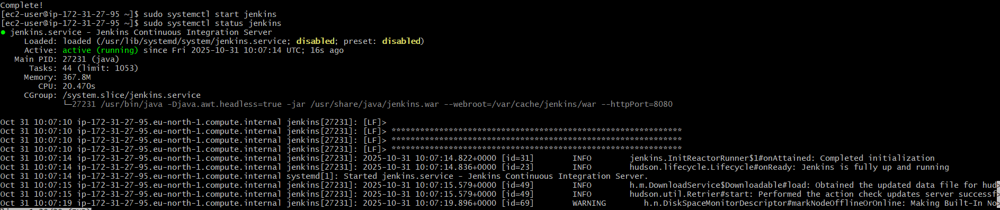 Complete!
[ec2-user@ip-172-31-27-95 ~]$ sudo systemctl start jenkins
[ec2-user@ip-172-31-27-95 ~]$ sudo systemctl status jenkins
● jenkins.service - Jenkins Continuous Integration Server
     Loaded: loaded (/usr/lib/systemd/system/jenkins.service; disabled; preset: disabled)
     Active: active (running) since Fri 2025-10-31 10:07:14 UTC; 16s ago
   Main PID: 27231 (java)
      Tasks: 44 (limit: 1053)
     Memory: 367.8M
        CPU: 20.470s
     CGroup: /system.slice/jenkins.service
             └─27231 /usr/bin/java -Djava.awt.headless=true -jar /usr/share/java/jenkins.war --webroot=/var/cache/jenkins/war --httpPort=8080
Oct 31 10:07:10 ip-172-31-27-95.eu-north-1.compute.internal jenkins[27231]: [LF]>
Oct 31 10:07:10 ip-172-31-27-95.eu-north-1.compute.internal jenkins[27231]: [LF]> *************************************************************
Oct 31 10:07:10 ip-172-31-27-95.eu-north-1.compute.internal jenkins[27231]: [LF]> *************************************************************
Oct 31 10:07:10 ip-172-31-27-95.eu-north-1.compute.internal jenkins[27231]: [LF]> *************************************************************
Oct 31 10:07:14 ip-172-31-27-95.eu-north-1.compute.internal jenkins[27231]: 2025-10-31 10:07:14.822+0000 [id=31]        INFO        jenkins.InitReactorRunner$1#onAttained: Completed initialization
Oct 31 10:07:14 ip-172-31-27-95.eu-north-1.compute.internal jenkins[27231]: 2025-10-31 10:07:14.836+0000 [id=23]        INFO        hudson.lifecycle.Lifecycle#onReady: Jenkins is fully up and running
Oct 31 10:07:14 ip-172-31-27-95.eu-north-1.compute.internal systemd[1]: Started jenkins.service - Jenkins Continuous Integration Server.
Oct 31 10:07:15 ip-172-31-27-95.eu-north-1.compute.internal jenkins[27231]: 2025-10-31 10:07:15.579+0000 [id=49]        INFO        h.m.DownloadService$Downloadable#load: Obtained the updated data file for hud>
Oct 31 10:07:15 ip-172-31-27-95.eu-north-1.compute.internal jenkins[27231]: 2025-10-31 10:07:15.579+0000 [id=49]        INFO        hudson.util.Retrier#start: Performed the action check updates server successf>
Oct 31 10:07:19 ip-172-31-27-95.eu-north-1.compute.internal jenkins[27231]: 2025-10-31 10:07:19.896+0000 [id=69]        WARNING        h.n.DiskSpaceMonitorDescriptor#markNodeOfflineOrOnline: Making Built-In No>